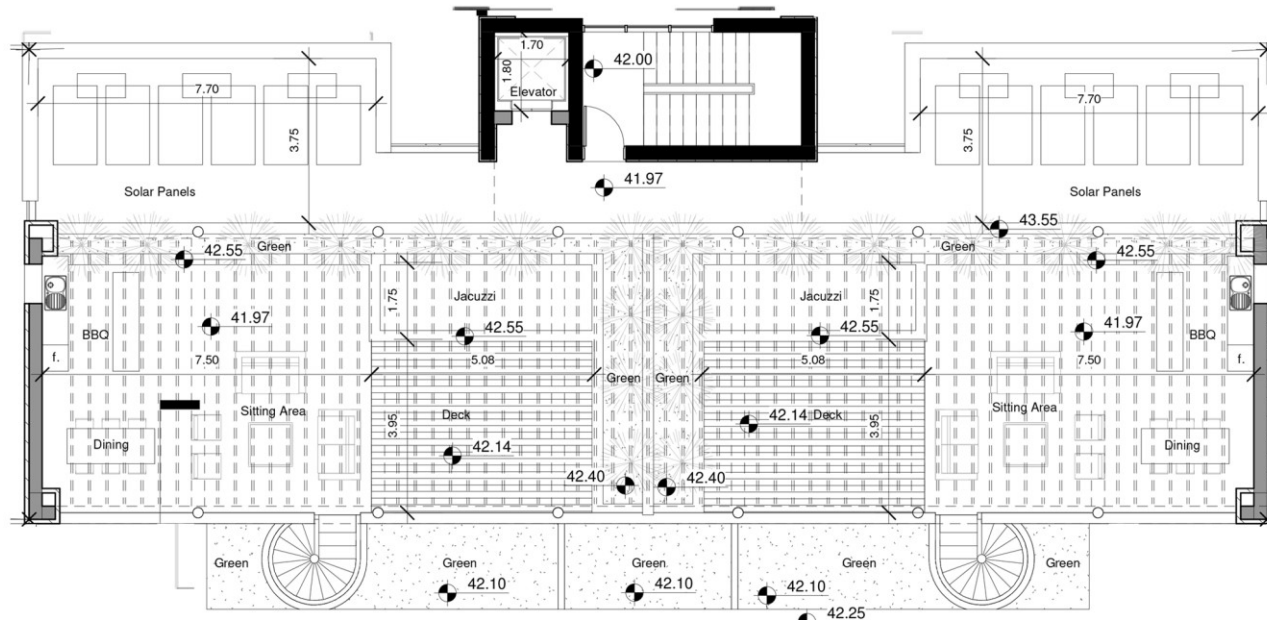 1.70
42.00
1.80
Elevator
7.70
7.70
3.75
3.75
Solar Panels
41.97
Solar Panels
43.55
42.55
Green
Green
42.55
1.75
Jacuzzi
Jacuzzi
1.75
41.97
BBQ
42.55
42.55
41.97
BBQ
f.
7.50
5.08
Green
Green
5.08
7.50
f.
Sitting Area
Deck
3.95
42.14
Deck
3.95
Sitting Area
Dining
42.14
Dining
42.40
42.40
Green
Green
Green
Green
Green
42.10
42.10
42.10
42.25